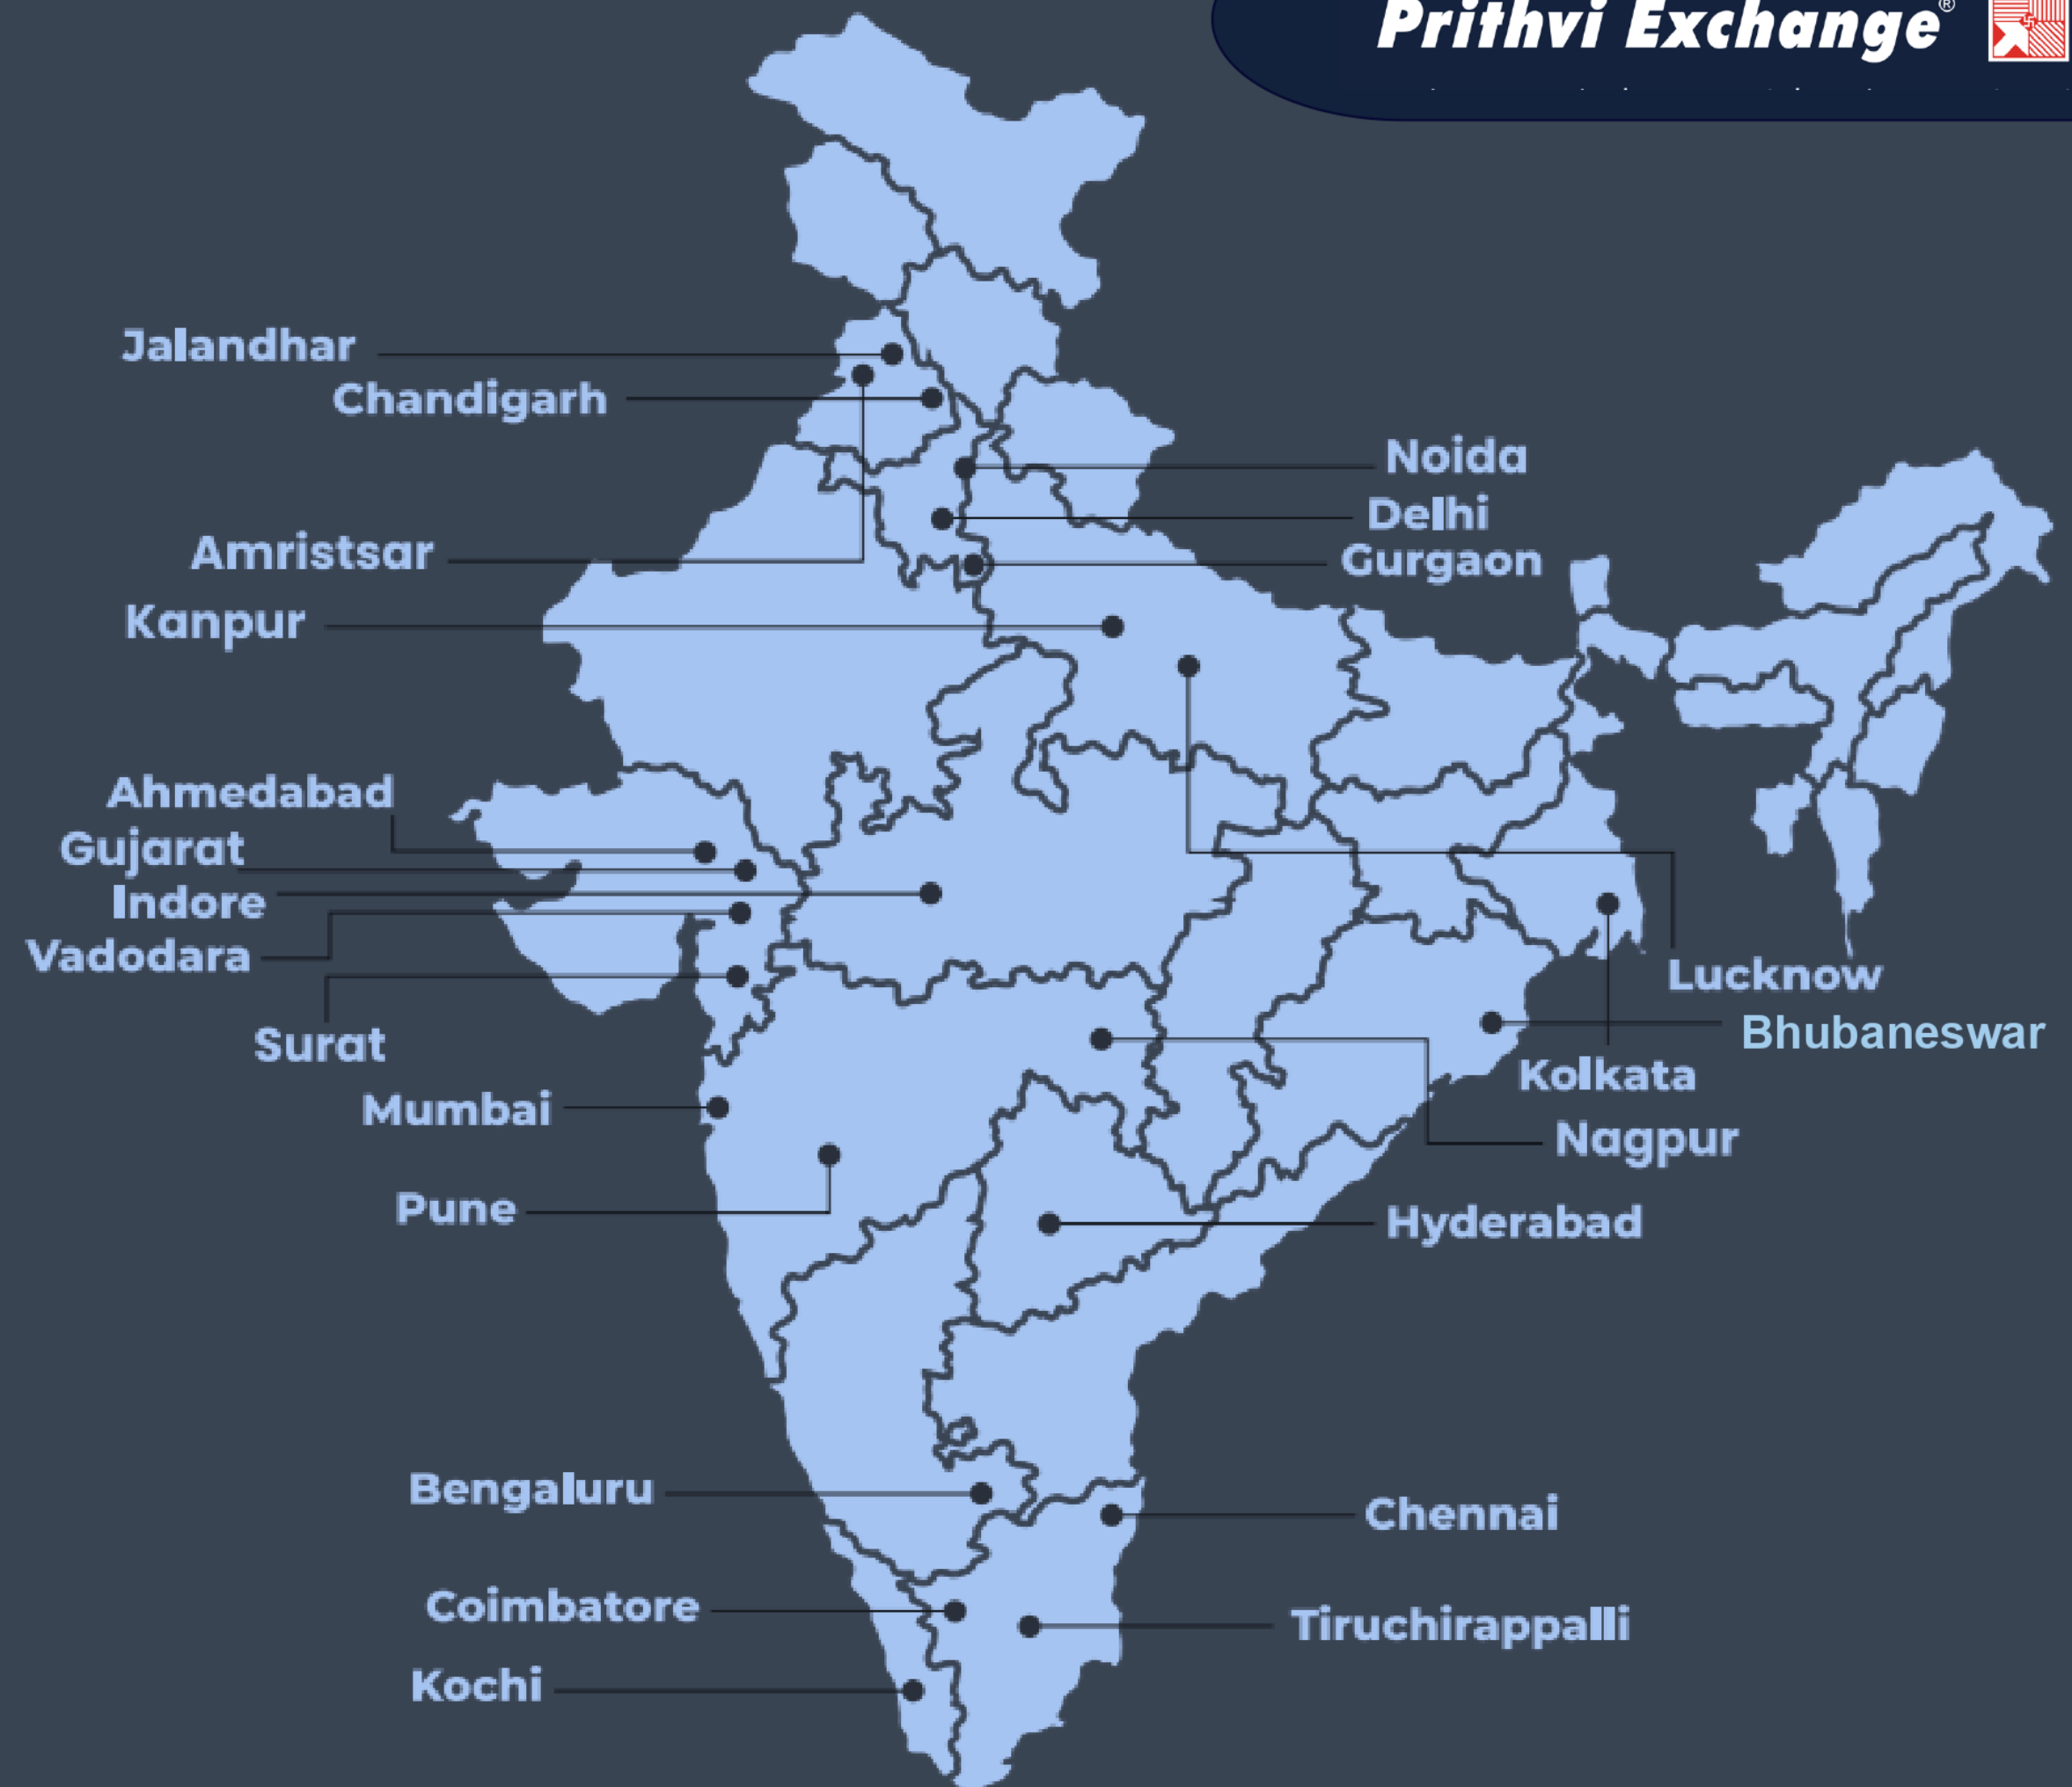 Prithvi Exchange®
Jalandhar
Chandigarh
Noida
Delhi
Amristsar
Gurgaon
Kanpur
Ahmedabad
Gujarat
Indore
Vadodara
Lucknow
Surat
Bhubaneswar
Kolkata
Mumbai
Nagpur
Pune
Hyderabad
Bengaluru
Chennai
Coimbatore
Tiruchirappalli
Kochi